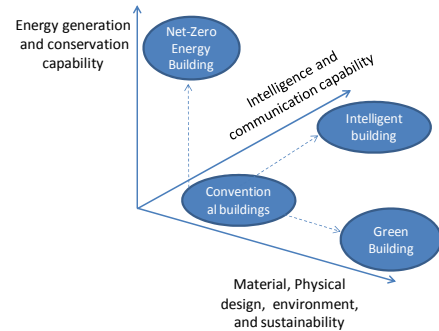 Energy generation
and conservation
capability
Net-Zero
Energy
Building
Intelligence and
communication capability
Intelligent
building
Convention
al buildings
Green
Building
Material, Physical
design, environment,
and sustainability